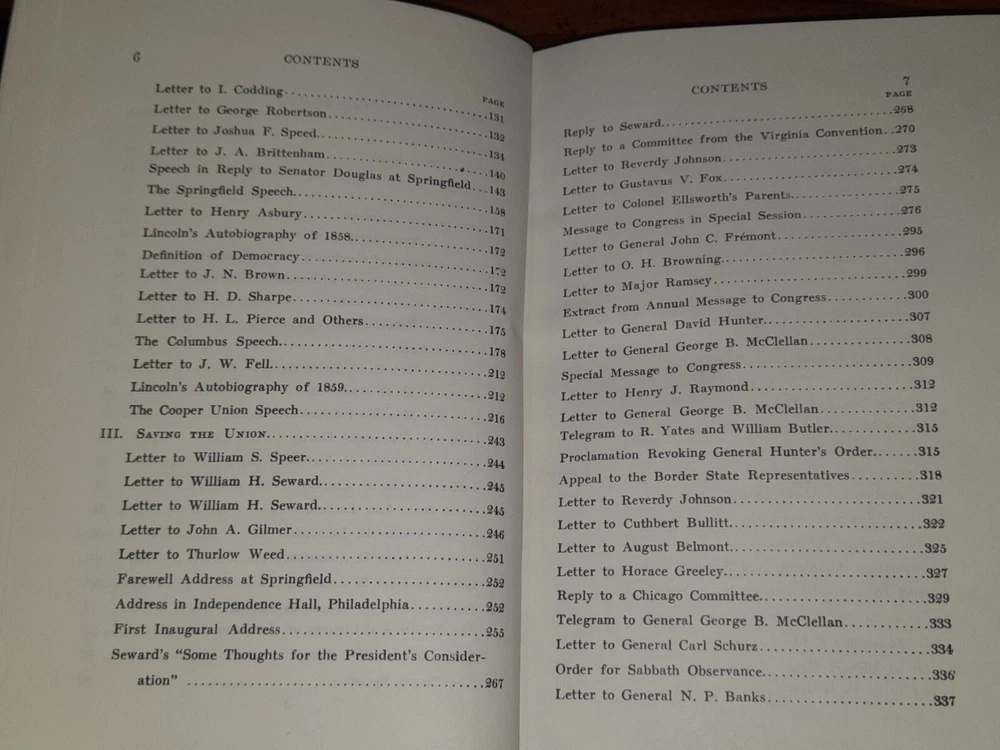 6 CONTENTS
PAGE
Letter to I. Codding 131
Letter to George Robertson 132
Letter to Joshua F. Speed 134
Letter to J. A. Brittenham 140
Speech in Reply to Senator Douglas at Springfield 143
The Springfield Speech 158
Letter to Henry Asbury 171
Lincoln's Autobiography of 1858 172
Definition of Democracy 172
Letter to J. N. Brown 172
Letter to H. D. Sharpe 174
Letter to H. L. Pierce and Others 175
The Columbus Speech 178
Letter to J. W. Fell 212
Lincoln's Autobiography of 1859 212
The Cooper Union Speech 216
III. SAVING THE UNION 243
Letter to William S. Speer 244
Letter to William H. Seward 245
Letter to William H. Seward 245
Letter to John A. Gilmer 246
Letter to Thurlow Weed 251
Farewell Address at Springfield 252
Address in Independence Hall, Philadelphia 252
First Inaugural Address 255
Seward's "Some Thoughts for the President's Consider-
ation" 267
CONTENTS 7
PAGE
Reply to Seward 268
Reply to a Committee from the Virginia Convention 270
Letter to Reverdy Johnson 273
Letter to Gustavus V. Fox 274
Letter to Colonel Ellsworth's Parents 275
Message to Congress in Special Session 276
Letter to General John C. Frémont 295
Letter to O. H. Browning 296
Letter to Major Ramsey 299
Extract from Annual Message to Congress 300
Letter to General David Hunter 307
Letter to General George B. McClellan 308
Special Message to Congress 309
Letter to Henry J. Raymond 312
Letter to General George B. McClellan 312
Telegram to R. Yates and William Butler 315
Proclamation Revoking General Hunter's Order 315
Appeal to the Border State Representatives 318
Letter to Reverdy Johnson 321
Letter to Cuthbert Bullitt 322
Letter to August Belmont 325
Letter to Horace Greeley 327
Reply to a Chicago Committee 329
Telegram to General George B. McClellan 333
Letter to General Carl Schurz 334
Order for Sabbath Observance 336
Letter to General N. P. Banks 337